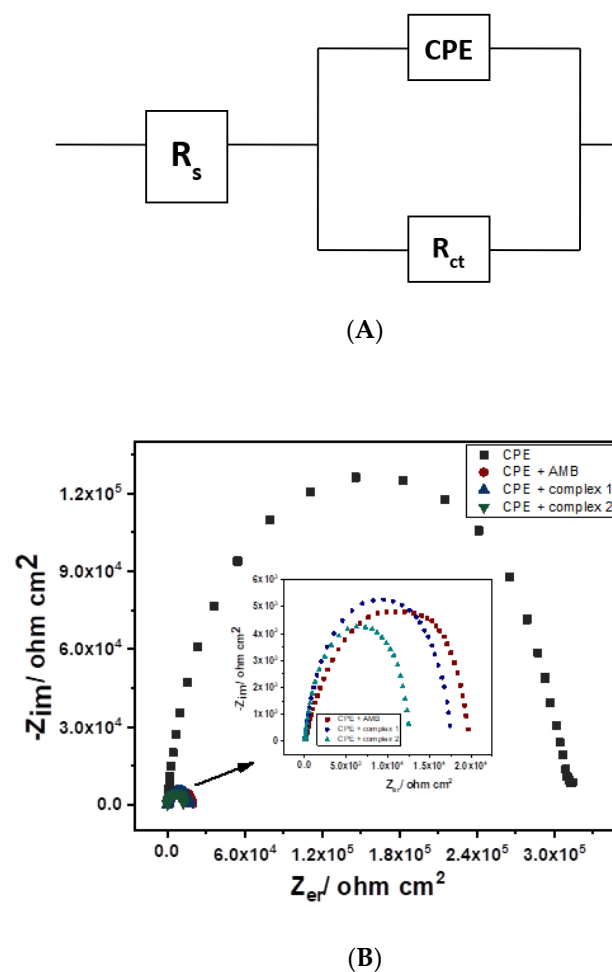 CPE
Rs
Rct
(A)
-Zim/ ohm cm2
1.2x10^5
9.0x10^4
6.0x10^4
3.0x10^4
0.0
CPE
CPE + AMB
CPE + complex 1
CPE + complex 2
-Zim/ ohm cm2
6x10^3
5x10^3
4x10^3
3x10^3
2x10^3
1x10^3
0
CPE + AMB
CPE + complex 1
CPE + complex 2
0.0 5.0x10^3 1.0x10^4 1.5x10^4 2.0x10^4
Zer/ ohm cm2
0.0 6.0x10^4 1.2x10^5 1.8x10^5 2.4x10^5 3.0x10^5
Zer/ ohm cm2
(B)